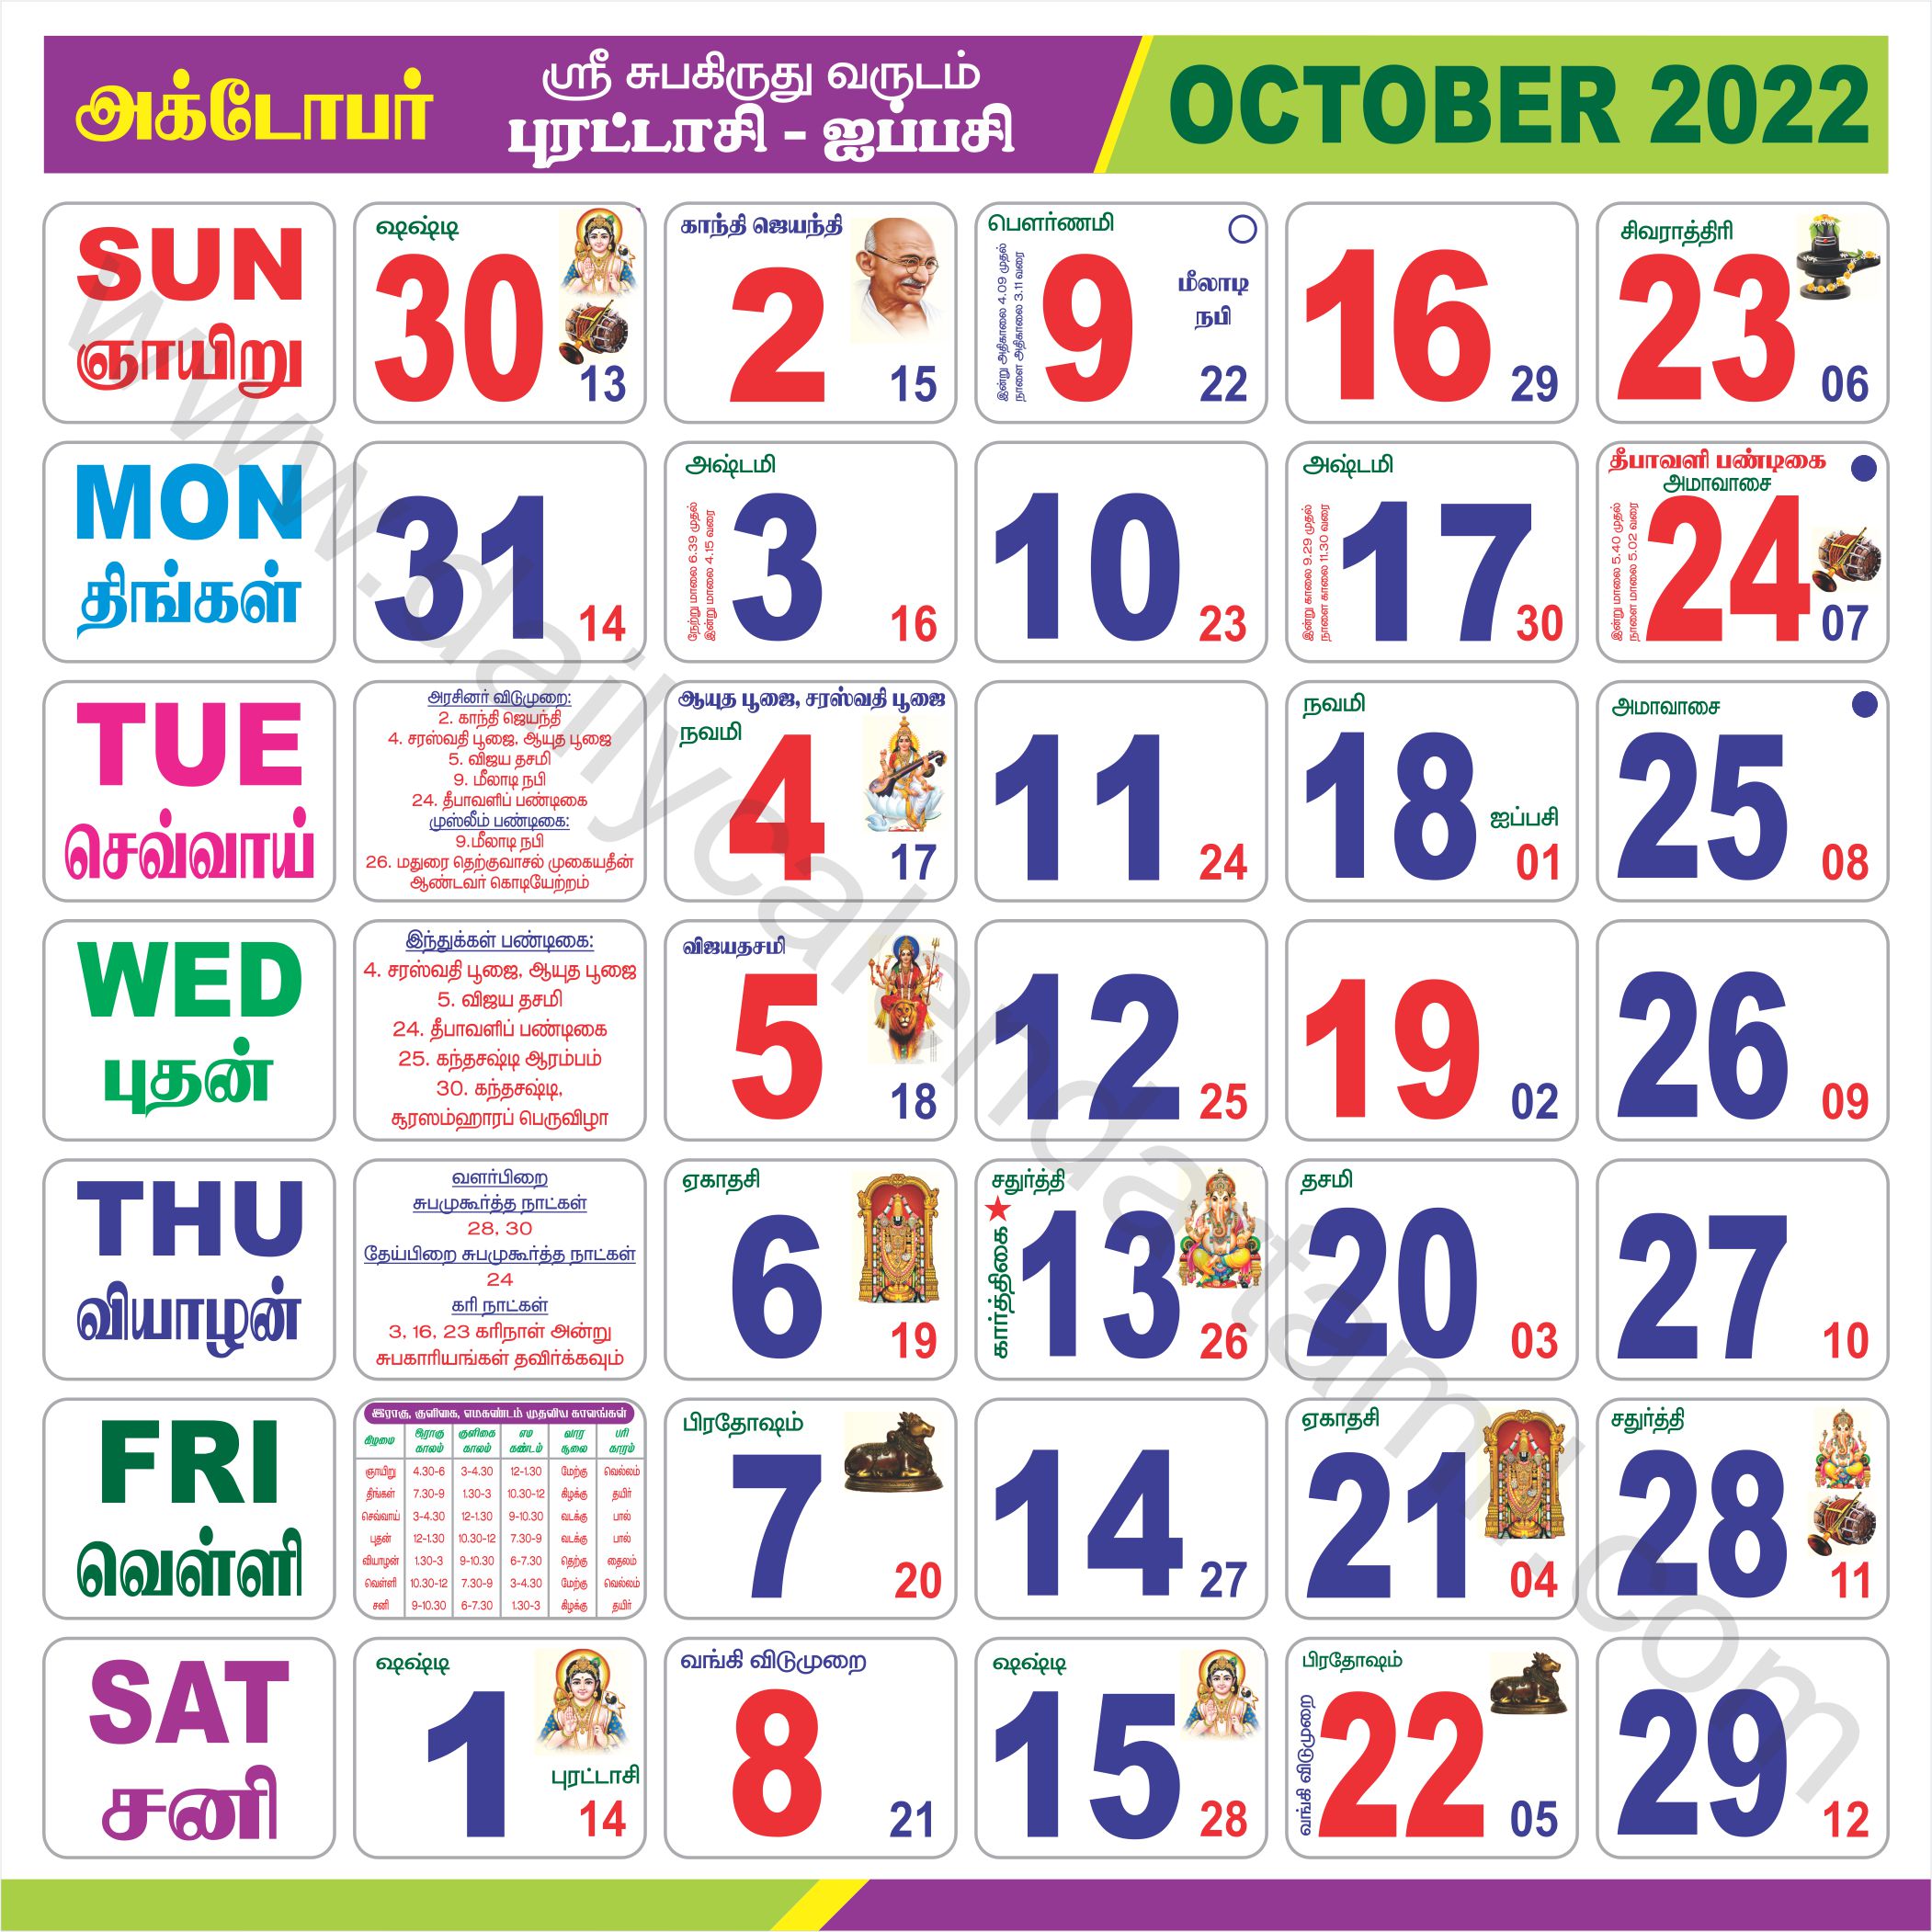 அக்டோபர்
ஸ்ரீ சுபகிருது வருடம்
புரட்டாசி - ஐப்பசி
OCTOBER 2022
SUN
ஞாயிறு
ஷஷ்டி
30
13
காந்தி ஜெயந்தி
2
15
பௌர்ணமி
இன்று அதிகாலை 4.09 முதல்
நாளை அதிகாலை 3.11 வரை
9
மீலாடி
நபி
22
16
29
சிவராத்திரி
23
06
MON
திங்கள்
31
14
அஷ்டமி
நேற்று மாலை 6.39 முதல்
இன்று மாலை 4.15 வரை
3
16
10
23
அஷ்டமி
இன்று காலை 9.29 முதல்
நாளை காலை 11.30 வரை
17
30
தீபாவளி பண்டிகை
அமாவாசை
இன்று மாலை 5.40 முதல்
நாளை மாலை 5.02 வரை
24
07
TUE
செவ்வாய்
அரசினர் விடுமுறை:
2. காந்தி ஜெயந்தி
4. சரஸ்வதி பூஜை, ஆயுத பூஜை
5. விஜய தசமி
9. மீலாடி நபி
24. தீபாவளிப் பண்டிகை
முஸ்லீம் பண்டிகை:
9.மீலாடி நபி
26. மதுரை தெற்குவாசல் முகையதீன்
ஆண்டவர் கொடியேற்றம்
ஆயுத பூஜை, சரஸ்வதி பூஜை
நவமி
4
17
11
24
நவமி
18
ஐப்பசி
01
அமாவாசை
25
08
WED
புதன்
இந்துக்கள் பண்டிகை:
4. சரஸ்வதி பூஜை, ஆயுத பூஜை
5. விஜய தசமி
24. தீபாவளிப் பண்டிகை
25. கந்தசஷ்டி ஆரம்பம்
30. கந்தசஷ்டி,
சூரஸம்ஹாரப் பெருவிழா
விஜயதசமி
5
18
12
25
19
02
26
09
THU
வியாழன்
வளர்பிறை
சுபமுகூர்த்த நாட்கள்
28, 30
தேய்பிறை சுபமுகூர்த்த நாட்கள்
24
கரி நாட்கள்
3, 16, 23 கரிநாள் அன்று
சுபகாரியங்கள் தவிர்க்கவும்
ஏகாதசி
6
19
சதுர்த்தி
கார்த்திகை
13
26
தசமி
20
03
27
10
FRI
வெள்ளி
இராகு, குளிகை, எமகண்டம் முதலிய காலங்கள்
கிழமை இராகு காலம் குளிகை காலம் எம கண்டம் வார சூலை பரி காரம்
ஞாயிறு 4.30-6 3-4.30 12-1.30 மேற்கு வெல்லம்
திங்கள் 7.30-9 1.30-3 10.30-12 கிழக்கு தயிர்
செவ்வாய் 3-4.30 12-1.30 9-10.30 வடக்கு பால்
புதன் 12-1.30 10.30-12 7.30-9 வடக்கு பால்
வியாழன் 1.30-3 9-10.30 6-7.30 தெற்கு தைலம்
வெள்ளி 10.30-12 7.30-9 3-4.30 மேற்கு வெல்லம்
சனி 9-10.30 6-7.30 1.30-3 கிழக்கு தயிர்
பிரதோஷம்
7
20
14
27
ஏகாதசி
21
04
சதுர்த்தி
28
11
SAT
சனி
ஷஷ்டி
1
புரட்டாசி
14
வங்கி விடுமுறை
8
21
ஷஷ்டி
15
28
பிரதோஷம்
வங்கி விடுமுறை
22
05
29
12
www.dailycalendartamil.com